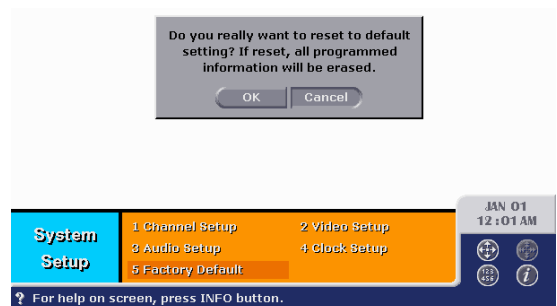 Do you really want to reset to default
setting? If reset, all programmed
information will be erased.
OK Cancel
JAN 01
12:01 AM
System
Setup
1 Channel Setup 2 Video Setup
3 Audio Setup 4 Clock Setup
5 Factory Default
123
456
i
? For help on screen, press INFO button.